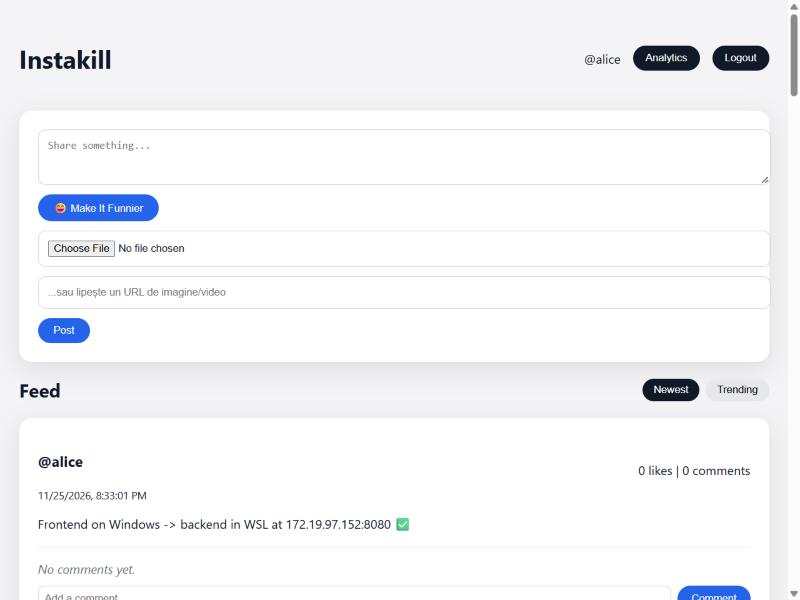 Instakill
@alice
Analytics
Logout
Share something...
😄 Make It Funnier
Choose File No file chosen
...sau lipește un URL de imagine/video
Post
Feed
Newest
Trending
@alice
0 likes | 0 comments
11/25/2026, 8:33:01 PM
Frontend on Windows -> backend in WSL at 172.19.97.152:8080 ✅
No comments yet.
Add a comment
Comment